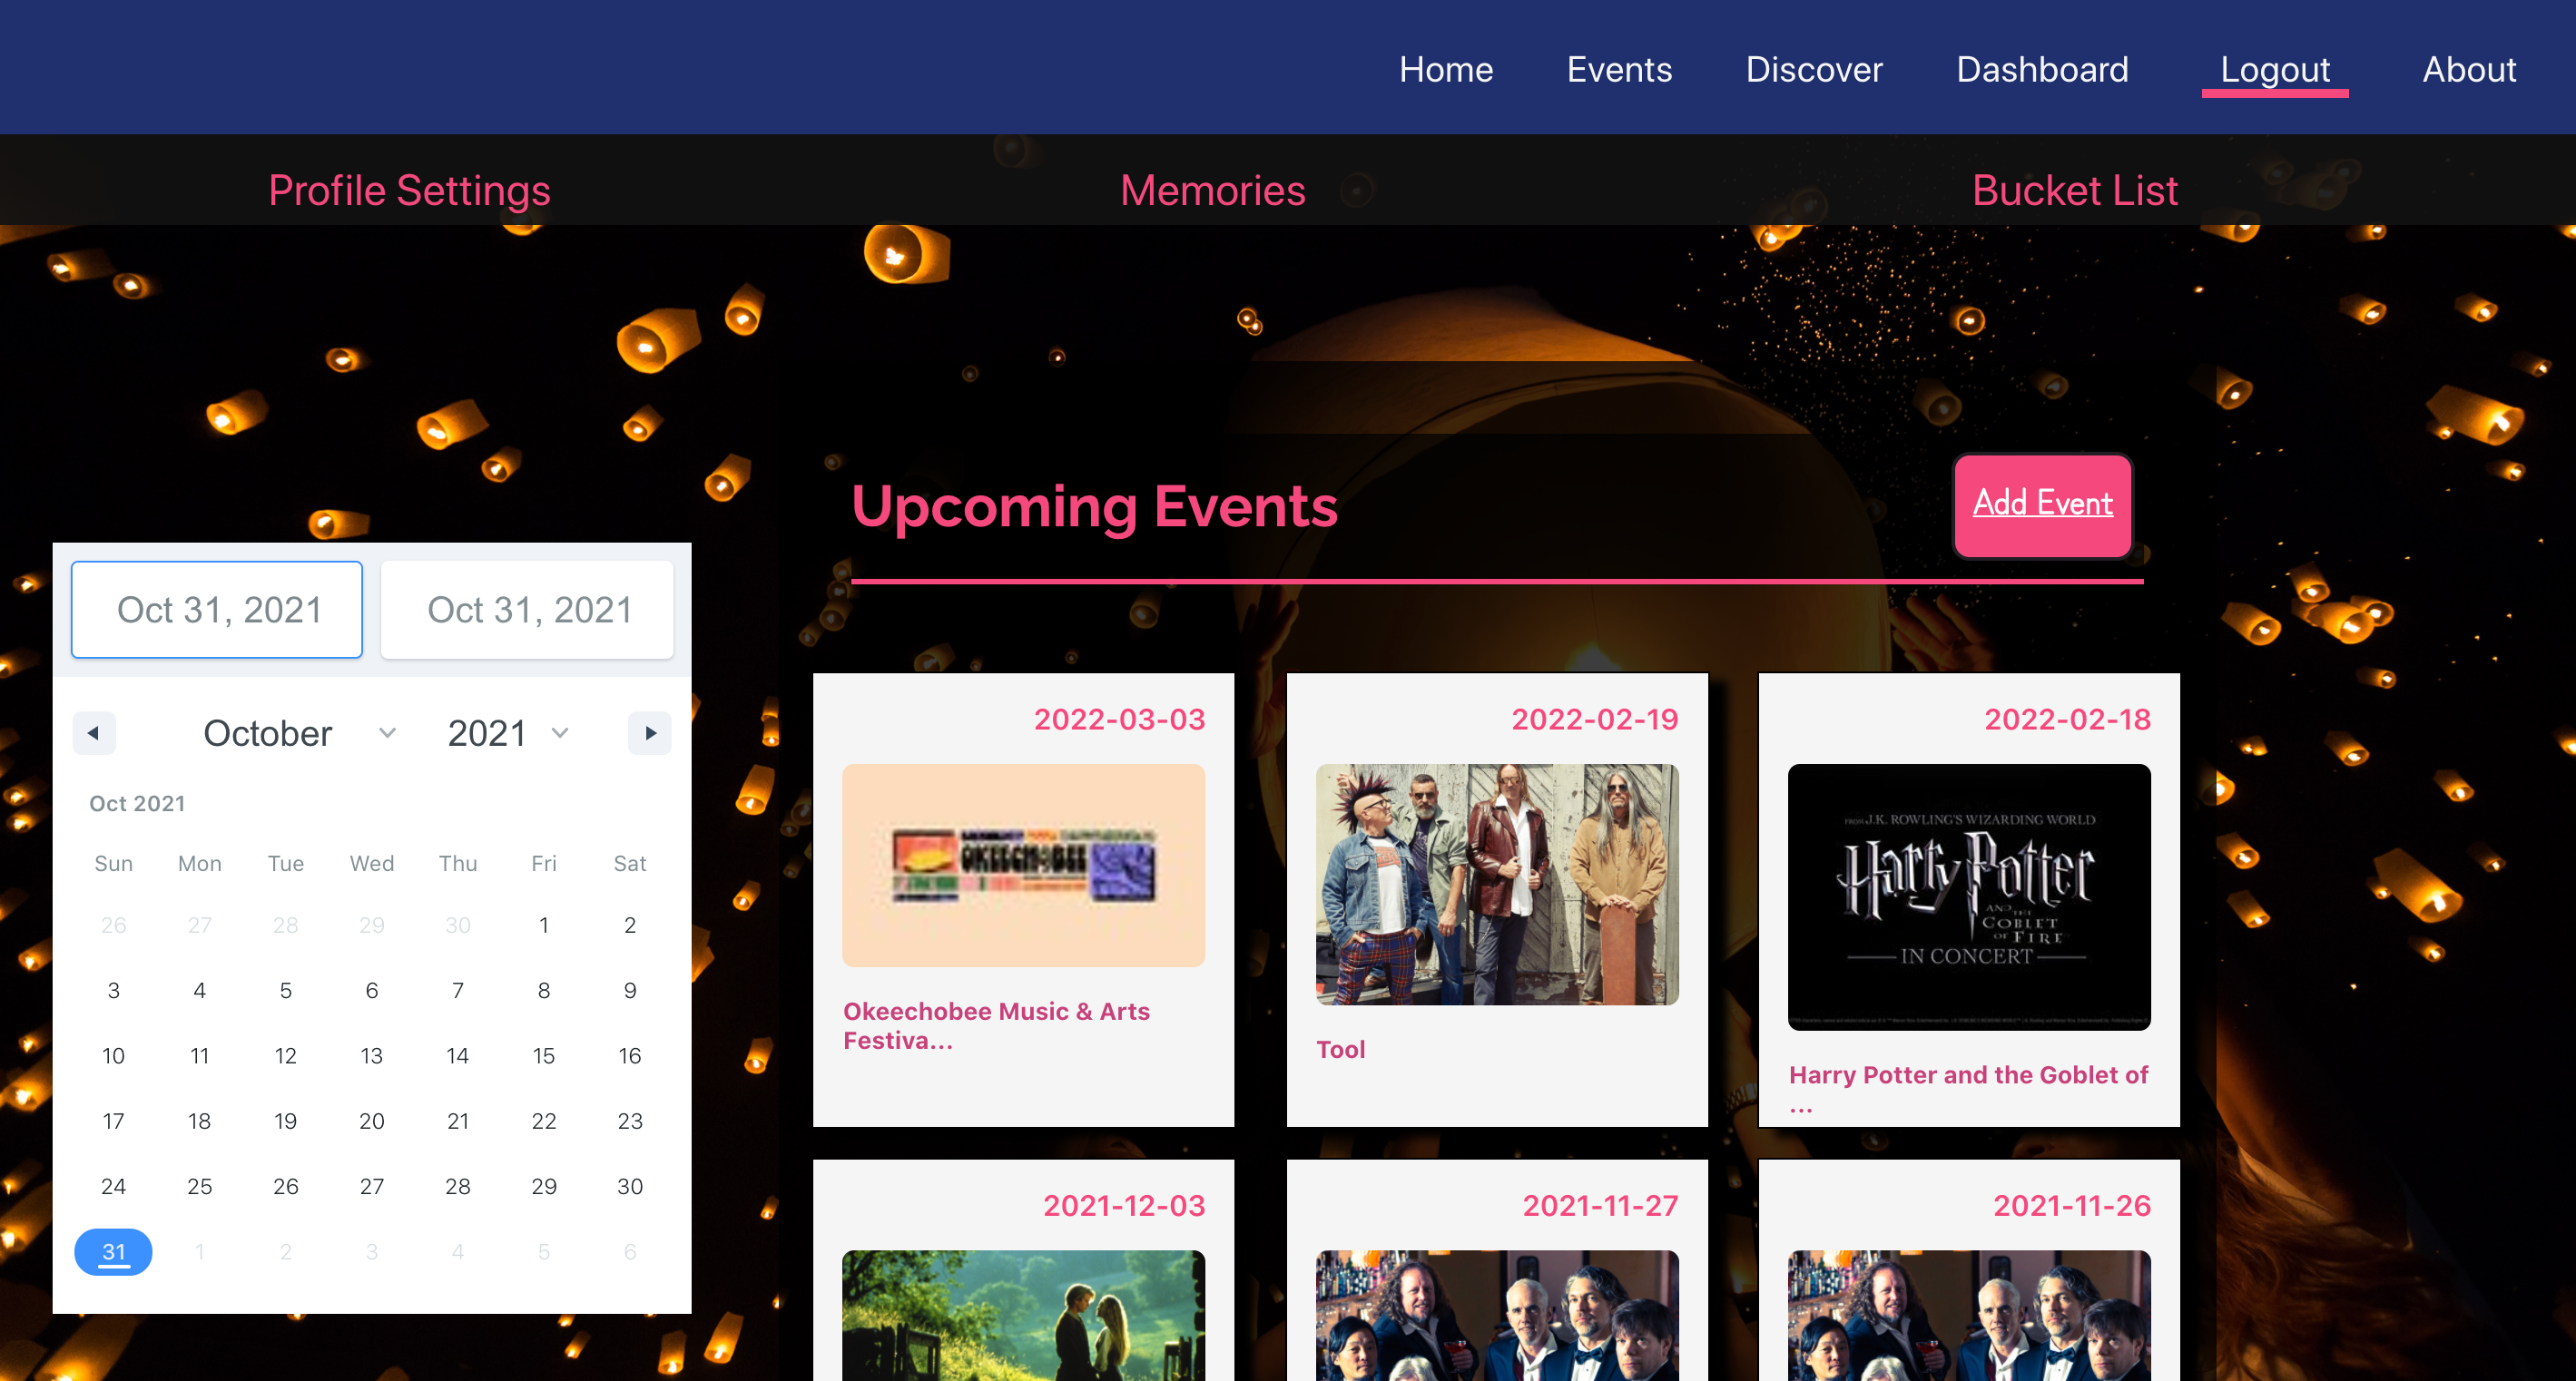 Home Events Discover Dashboard Logout About
Profile Settings Memories Bucket List
Upcoming Events
Add Event
Oct 31, 2021 Oct 31, 2021
October 2021
Oct 2021
Sun Mon Tue Wed Thu Fri Sat
26 27 28 29 30 1 2
3 4 5 6 7 8 9
10 11 12 13 14 15 16
17 18 19 20 21 22 23
24 25 26 27 28 29 30
31 1 2 3 4 5 6
2022-03-03
OKEECHOBEE
Okeechobee Music & Arts
Festiva...
2022-02-19
Tool
2022-02-18
FROM J.K. ROWLING'S WIZARDING WORLD
Harry Potter
AND THE
GOBLET
OF FIRE
IN CONCERT
Harry Potter and the Goblet of
...
2021-12-03
2021-11-27
2021-11-26